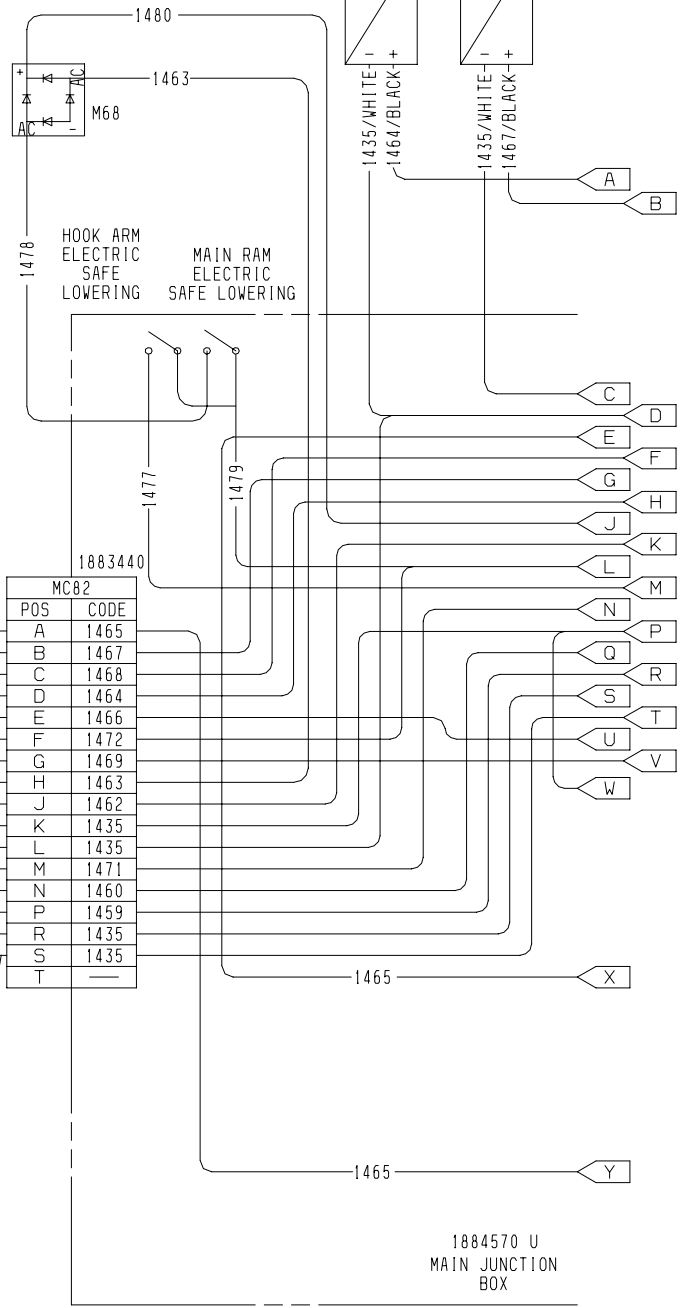 1480
1463
+
AC
AC
-
M68
1478
-
+
-
+
1435/WHITE
1464/BLACK
1435/WHITE
1467/BLACK
A
B
HOOK ARM
ELECTRIC
SAFE
LOWERING
MAIN RAM
ELECTRIC
SAFE LOWERING
C
D
E
F
G
H
J
K
L
M
N
P
Q
R
S
T
U
V
W
1477
1479
1883440
MC82
POS CODE
A 1465
B 1467
C 1468
D 1464
E 1466
F 1472
G 1469
H 1463
J 1462
K 1435
L 1435
M 1471
N 1460
P 1459
R 1435
S 1435
T —
1465
X
1465
Y
1884570 U
MAIN JUNCTION
BOX